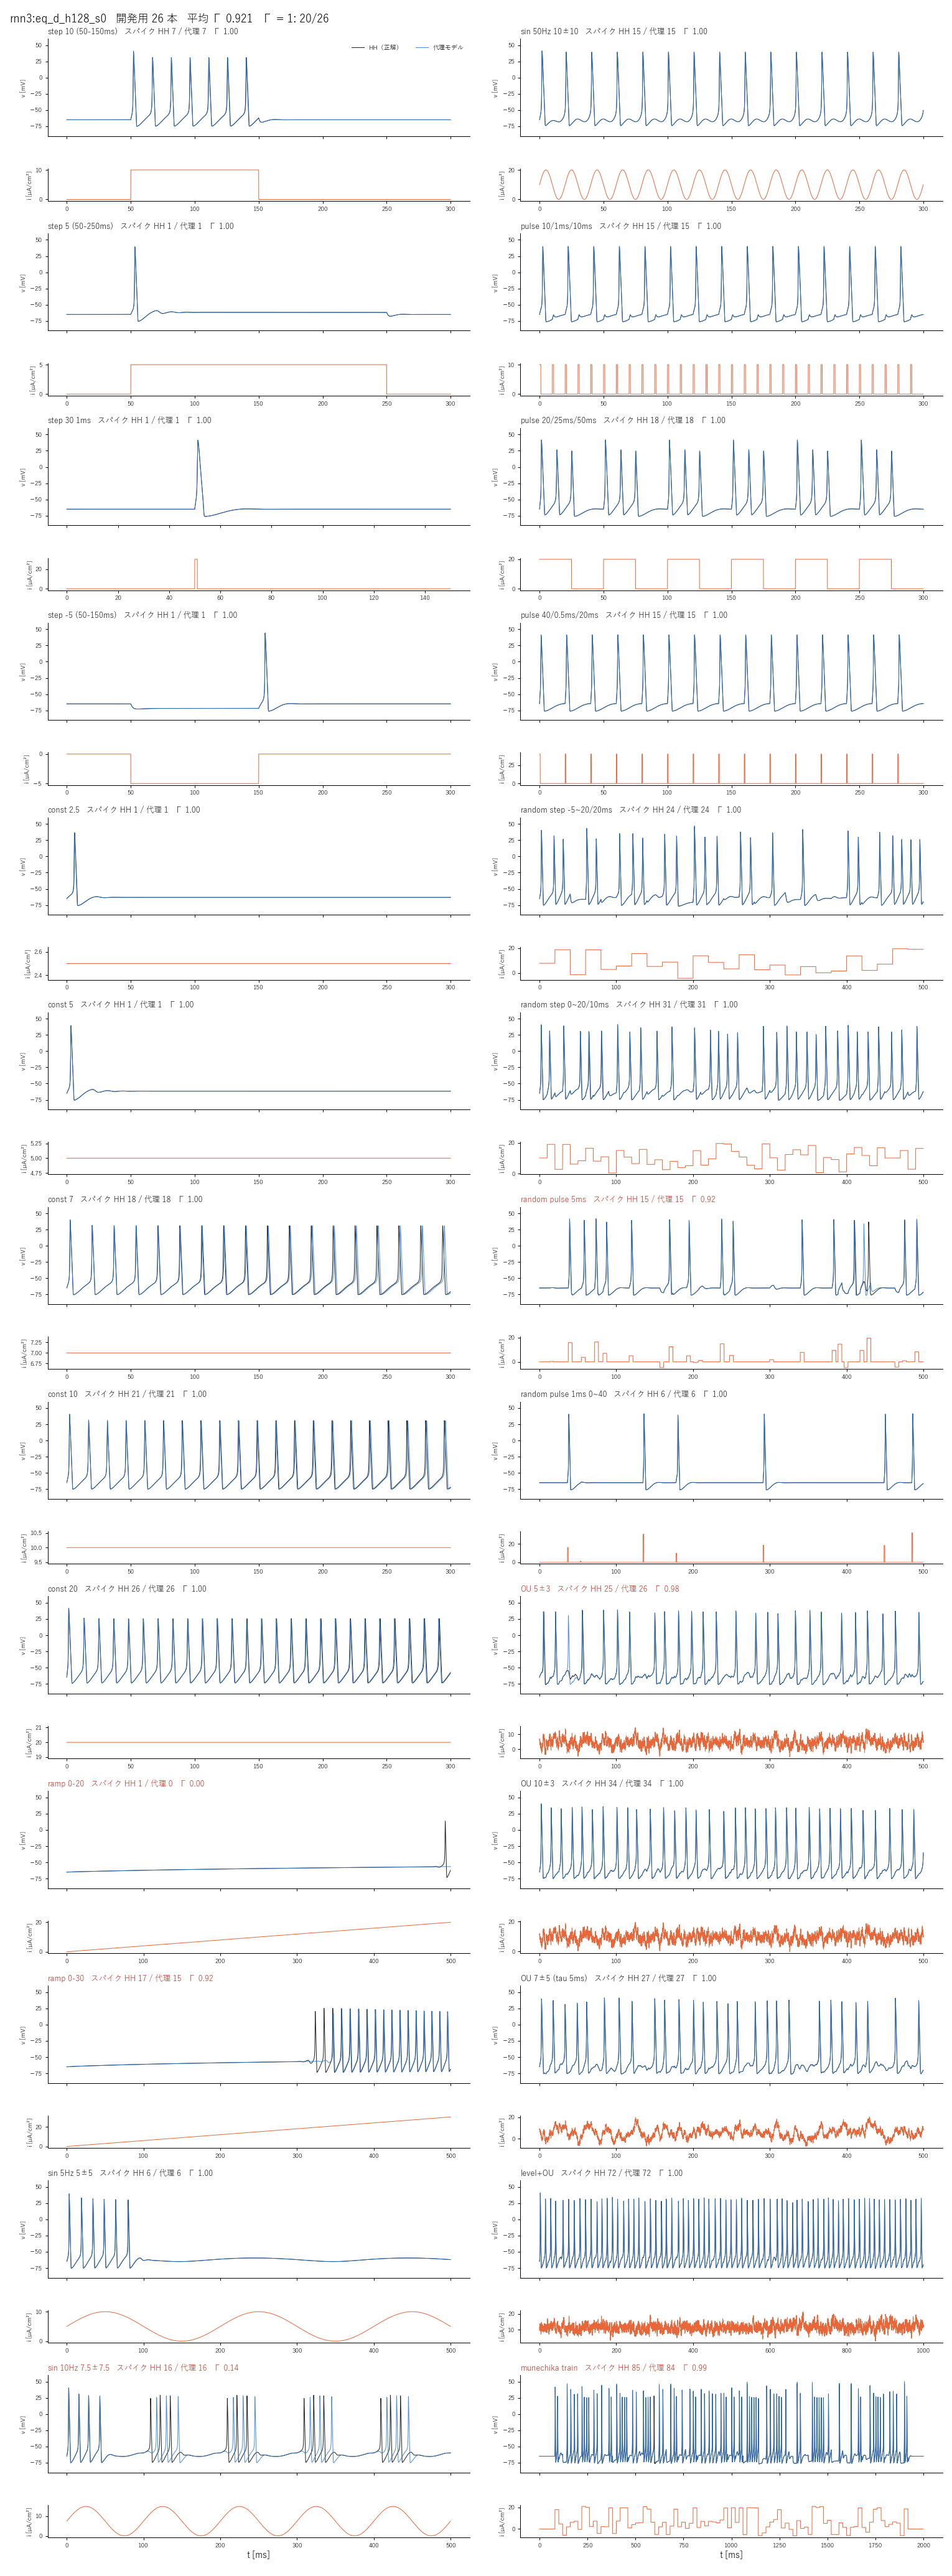 rnn3:eq_d_h128_s0 開発用 26 本 平均 Γ 0.921 Γ = 1: 20/26
step 10 (50-150ms) スパイク HH 7 / 代理 7 Γ 1.00
HH (正解) 代理モデル
v [mV]
i [μA/cm²]
sin 50Hz 10±10 スパイク HH 15 / 代理 15 Γ 1.00
step 5 (50-250ms) スパイク HH 1 / 代理 1 Γ 1.00
pulse 10/1ms/10ms スパイク HH 15 / 代理 15 Γ 1.00
step 30 1ms スパイク HH 1 / 代理 1 Γ 1.00
pulse 20/25ms/50ms スパイク HH 18 / 代理 18 Γ 1.00
step -5 (50-150ms) スパイク HH 1 / 代理 1 Γ 1.00
pulse 40/0.5ms/20ms スパイク HH 15 / 代理 15 Γ 1.00
const 2.5 スパイク HH 1 / 代理 1 Γ 1.00
random step -5~20/20ms スパイク HH 24 / 代理 24 Γ 1.00
const 5 スパイク HH 1 / 代理 1 Γ 1.00
random step 0~20/10ms スパイク HH 31 / 代理 31 Γ 1.00
const 7 スパイク HH 18 / 代理 18 Γ 1.00
random pulse 5ms スパイク HH 15 / 代理 15 Γ 0.92
const 10 スパイク HH 21 / 代理 21 Γ 1.00
random pulse 1ms 0~40 スパイク HH 6 / 代理 6 Γ 1.00
const 20 スパイク HH 26 / 代理 26 Γ 1.00
OU 5±3 スパイク HH 25 / 代理 26 Γ 0.98
ramp 0-20 スパイク HH 1 / 代理 0 Γ 0.00
OU 10±3 スパイク HH 34 / 代理 34 Γ 1.00
ramp 0-30 スパイク HH 17 / 代理 15 Γ 0.92
OU 7±5 (tau 5ms) スパイク HH 27 / 代理 27 Γ 1.00
sin 5Hz 5±5 スパイク HH 6 / 代理 6 Γ 1.00
level+OU スパイク HH 72 / 代理 72 Γ 1.00
sin 10Hz 7.5±7.5 スパイク HH 16 / 代理 16 Γ 0.14
munechika train スパイク HH 85 / 代理 84 Γ 0.99
t [ms]
t [ms]